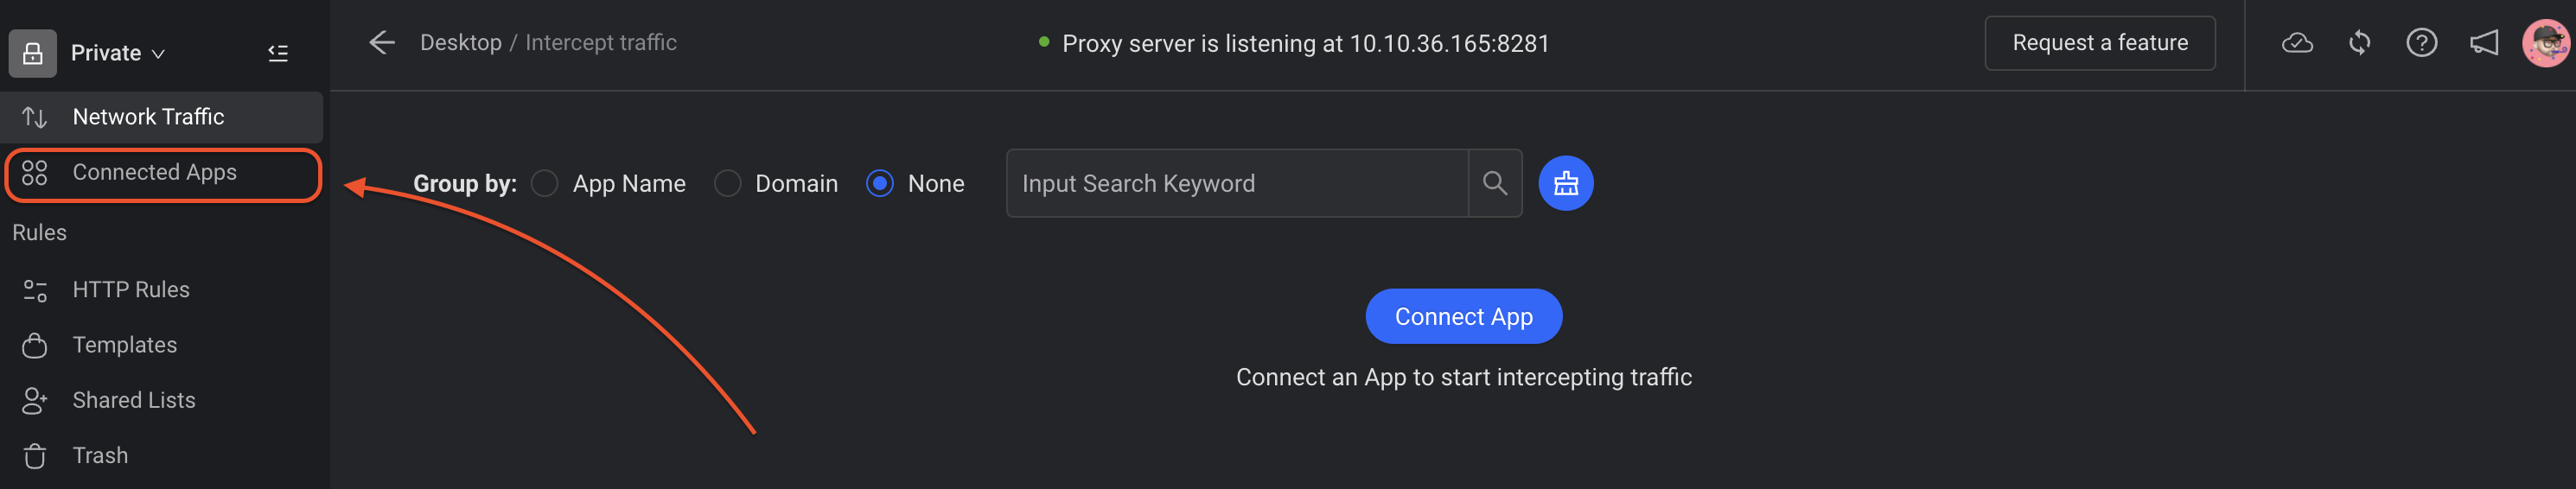 Private
Desktop / Intercept traffic
Proxy server is listening at 10.10.36.165:8281
Request a feature
Network Traffic
Connected Apps
Rules
HTTP Rules
Templates
Shared Lists
Trash
Group by: App Name Domain None
Input Search Keyword
Connect App
Connect an App to start intercepting traffic